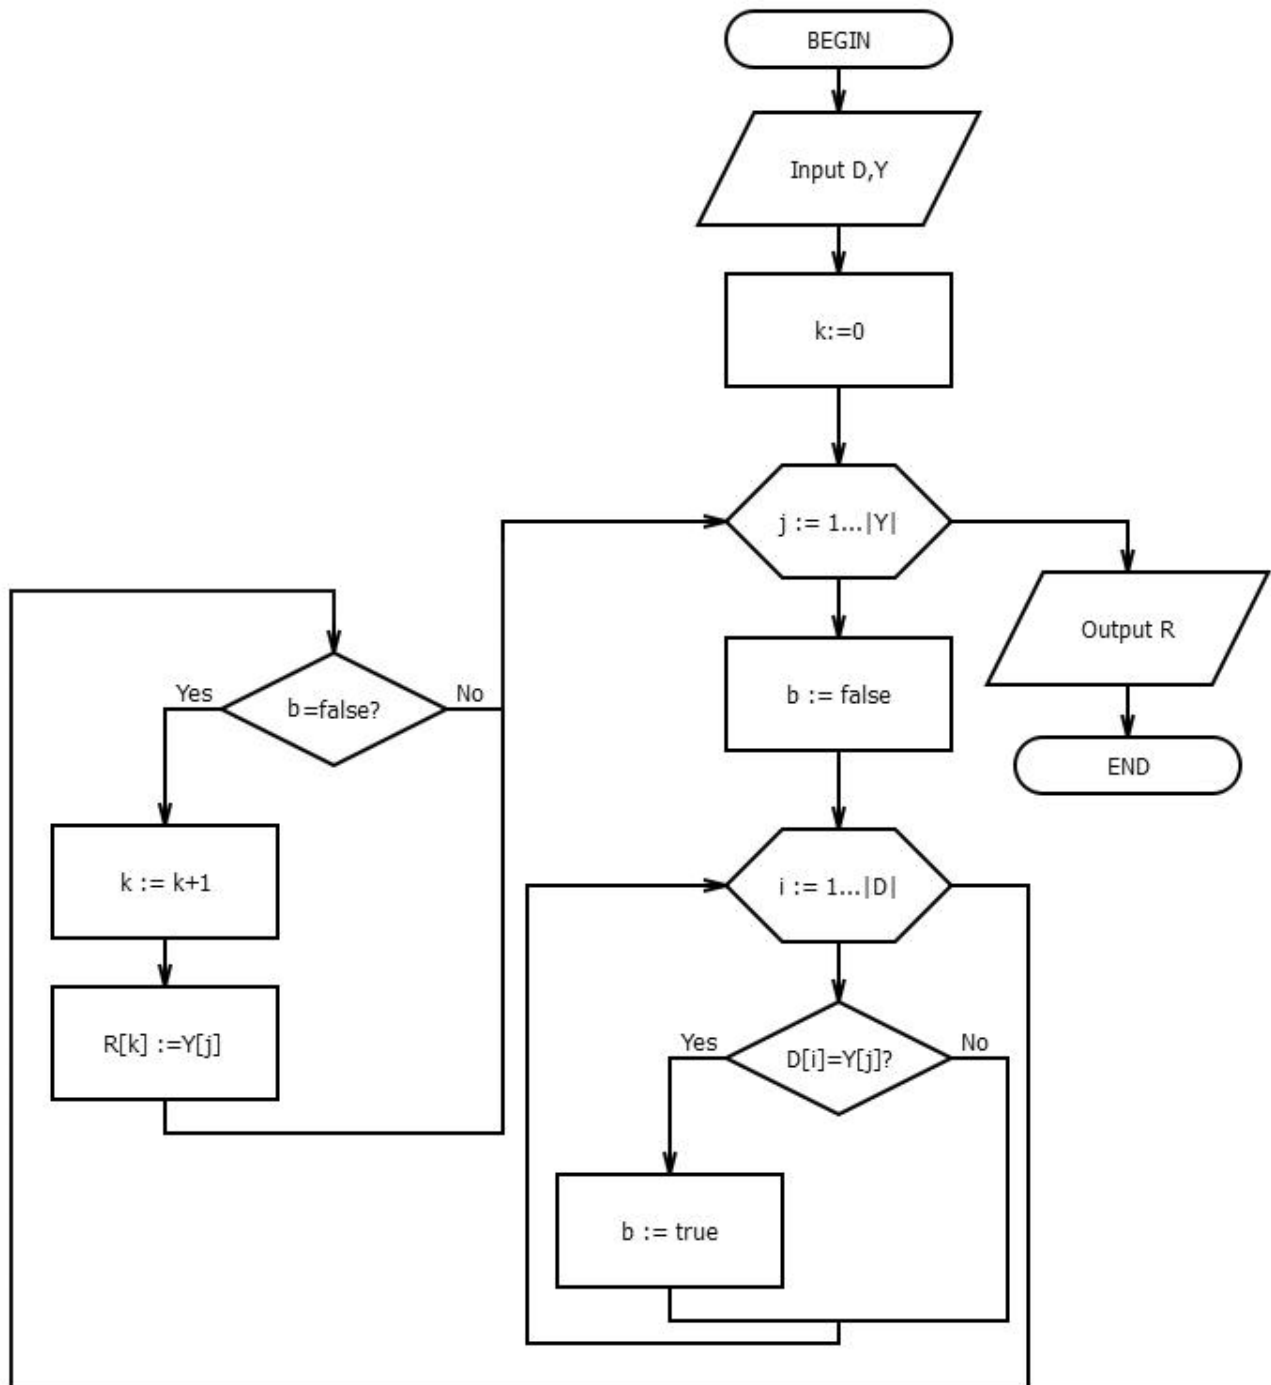 BEGIN
Input D,Y
k:=0
j := 1...|Y|
Output R
END
b := false
i := 1...|D|
D[i]=Y[j]?
Yes
No
b := true
b=false?
Yes
No
k := k+1
R[k] :=Y[j]